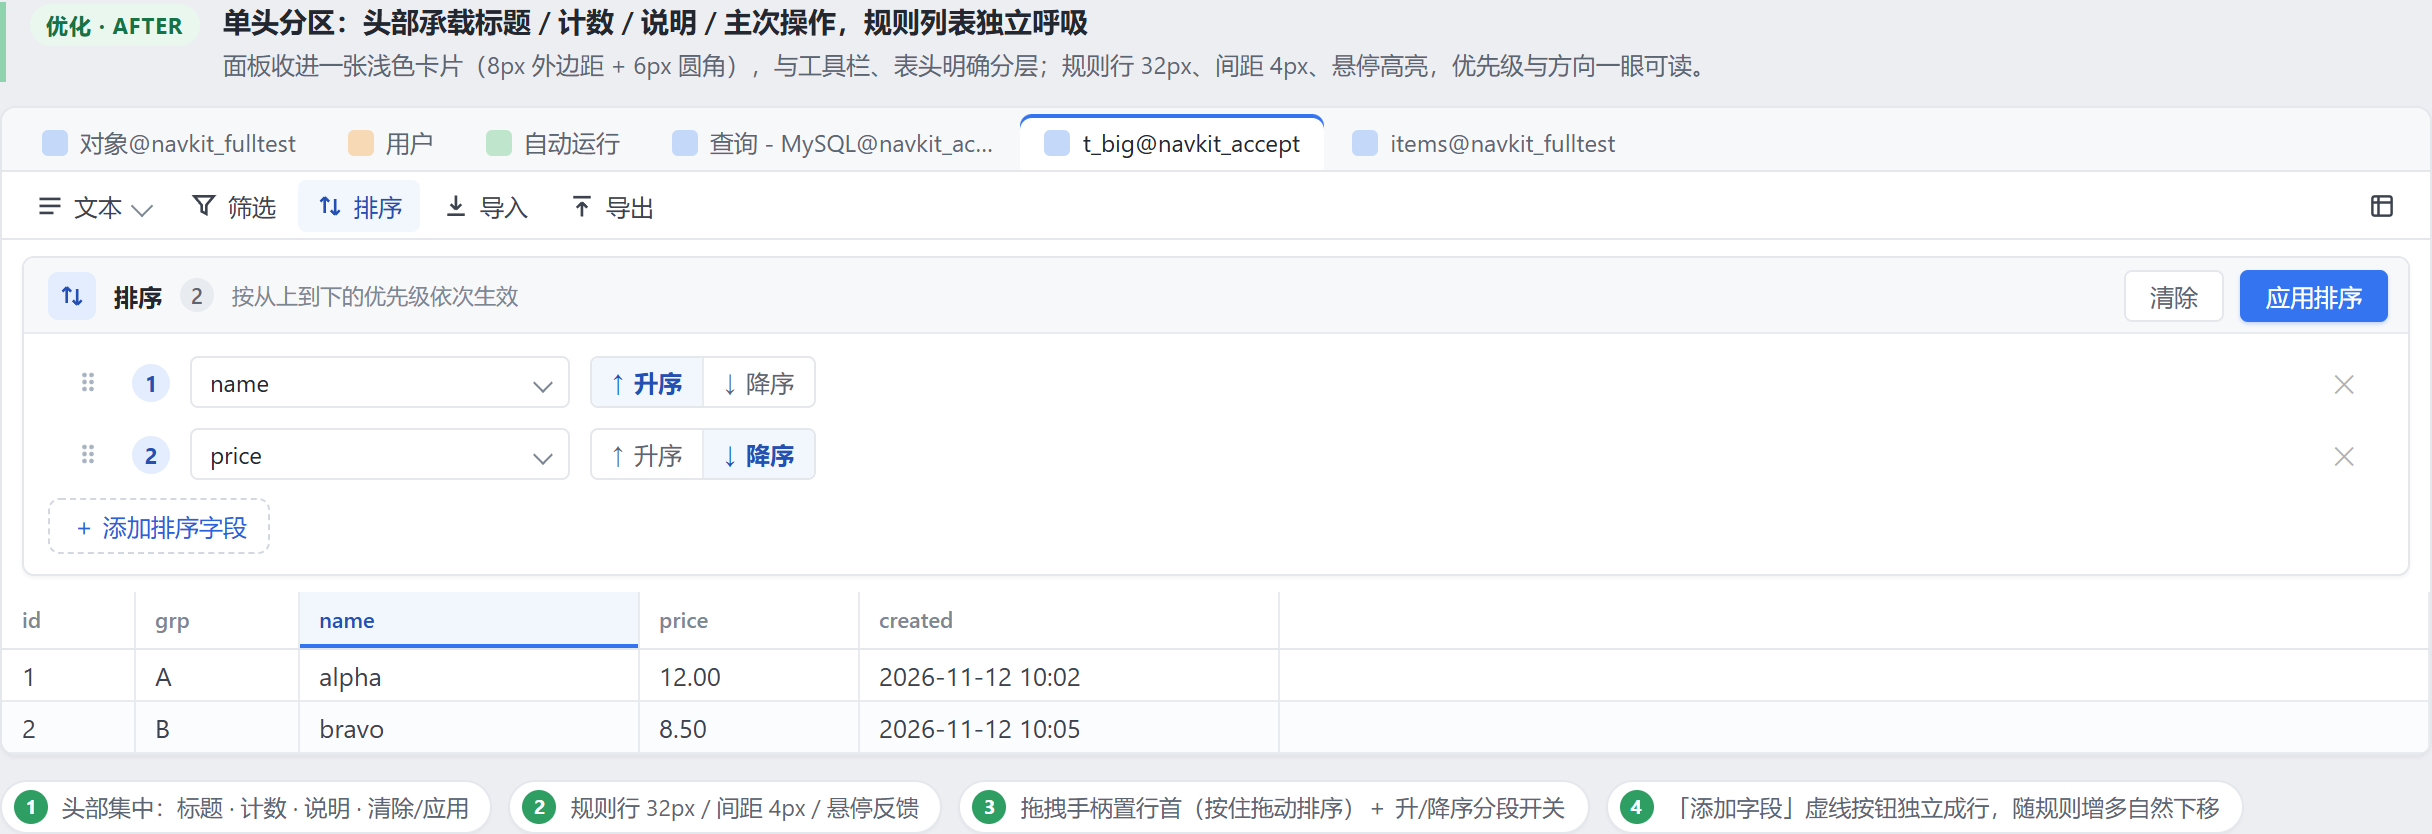 优化 · AFTER
单头分区：头部承载标题 / 计数 / 说明 / 主次操作，规则列表独立呼吸
面板收进一张浅色卡片（8px 外边距 + 6px 圆角），与工具栏、表头明确分层；规则行 32px、间距 4px、悬停高亮，优先级与方向一眼可读。
对象@navkit_fulltest 用户 自动运行 查询 - MySQL@navkit_ac... t_big@navkit_accept items@navkit_fulltest
文本 筛选 排序 导入 导出
排序 2 按从上到下的优先级依次生效 清除 应用排序
1 name ↑ 升序 ↓ 降序
2 price ↑ 升序 ↓ 降序
+ 添加排序字段
id grp name price created
1 A alpha 12.00 2026-11-12 10:02
2 B bravo 8.50 2026-11-12 10:05
1 头部集中：标题 · 计数 · 说明 · 清除/应用
2 规则行 32px / 间距 4px / 悬停反馈
3 拖拽手柄置行首（按住拖动排序） + 升/降序分段开关
4 「添加字段」虚线按钮独立成行，随规则增多自然下移